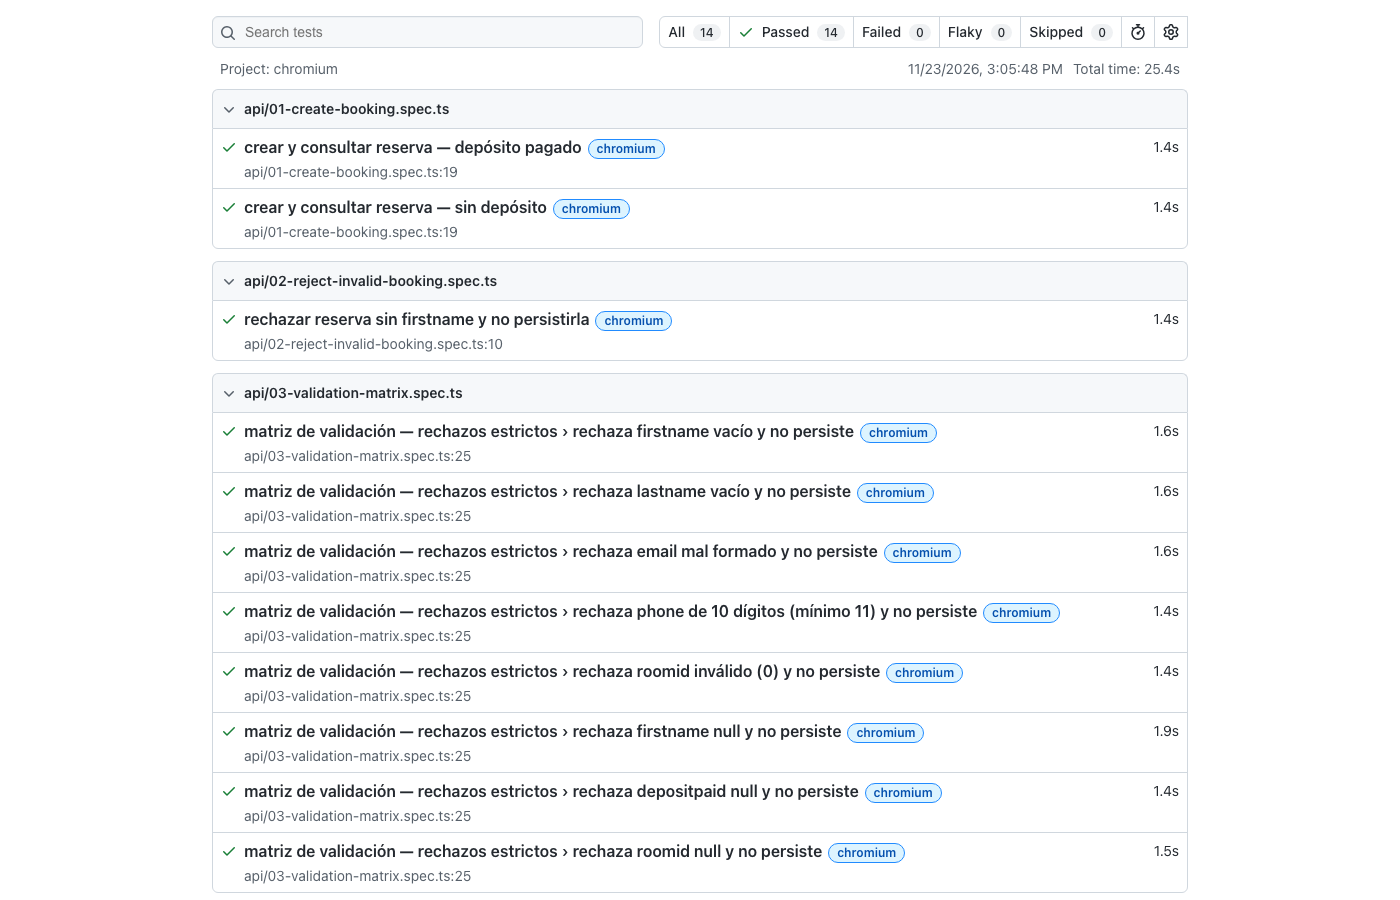 Search tests
All 14 Passed 14 Failed 0 Flaky 0 Skipped 0
Project: chromium 11/23/2026, 3:05:48 PM Total time: 25.4s
api/01-create-booking.spec.ts
crear y consultar reserva — depósito pagado chromium 1.4s
api/01-create-booking.spec.ts:19
crear y consultar reserva — sin depósito chromium 1.4s
api/01-create-booking.spec.ts:19
api/02-reject-invalid-booking.spec.ts
rechazar reserva sin firstname y no persistirla chromium 1.4s
api/02-reject-invalid-booking.spec.ts:10
api/03-validation-matrix.spec.ts
matriz de validación — rechazos estrictos › rechaza firstname vacío y no persiste chromium 1.6s
api/03-validation-matrix.spec.ts:25
matriz de validación — rechazos estrictos › rechaza lastname vacío y no persiste chromium 1.6s
api/03-validation-matrix.spec.ts:25
matriz de validación — rechazos estrictos › rechaza email mal formado y no persiste chromium 1.6s
api/03-validation-matrix.spec.ts:25
matriz de validación — rechazos estrictos › rechaza phone de 10 dígitos (mínimo 11) y no persiste chromium 1.4s
api/03-validation-matrix.spec.ts:25
matriz de validación — rechazos estrictos › rechaza roomid inválido (0) y no persiste chromium 1.4s
api/03-validation-matrix.spec.ts:25
matriz de validación — rechazos estrictos › rechaza firstname null y no persiste chromium 1.9s
api/03-validation-matrix.spec.ts:25
matriz de validación — rechazos estrictos › rechaza depositpaid null y no persiste chromium 1.4s
api/03-validation-matrix.spec.ts:25
matriz de validación — rechazos estrictos › rechaza roomid null y no persiste chromium 1.5s
api/03-validation-matrix.spec.ts:25